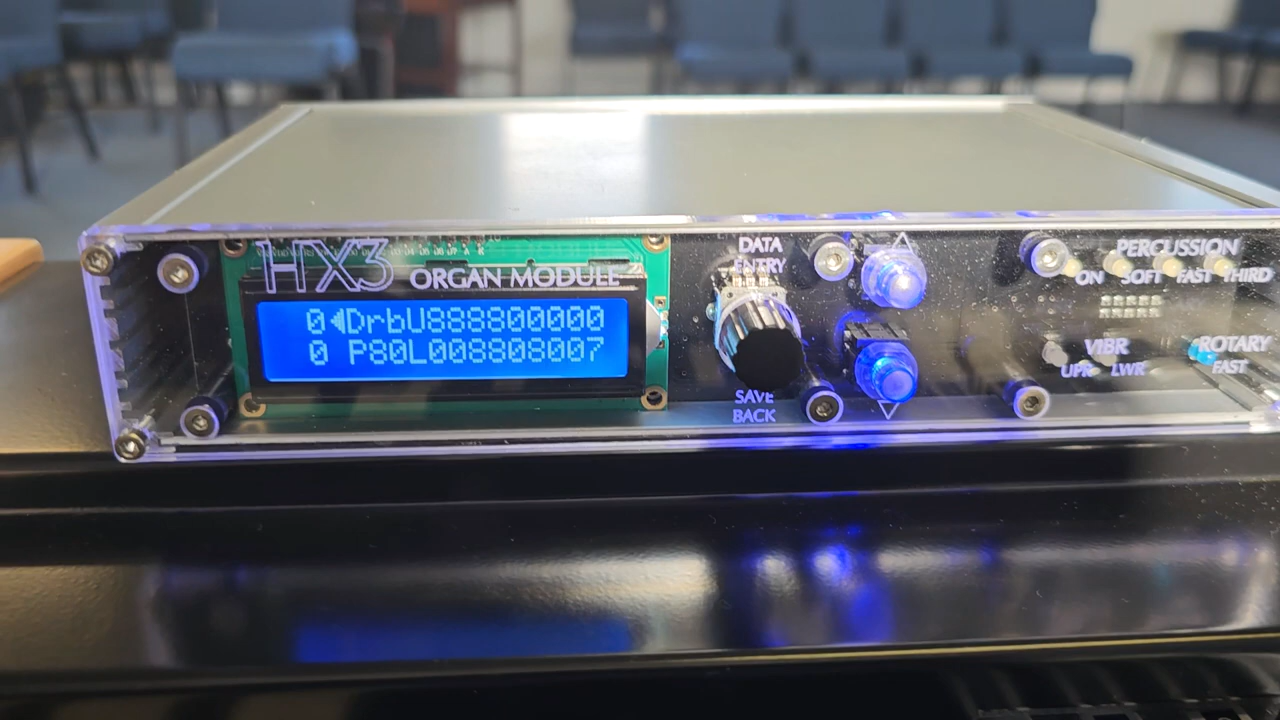 HX3 ORGAN MODULE
0◀DrbU888800000
0 P80L008808007
DATA
ENTRY
SAVE
BACK
△
▽
PERCUSSION
ON SOFT FAST THIRD
VIBR
UPR LWR
ROTARY
FAST